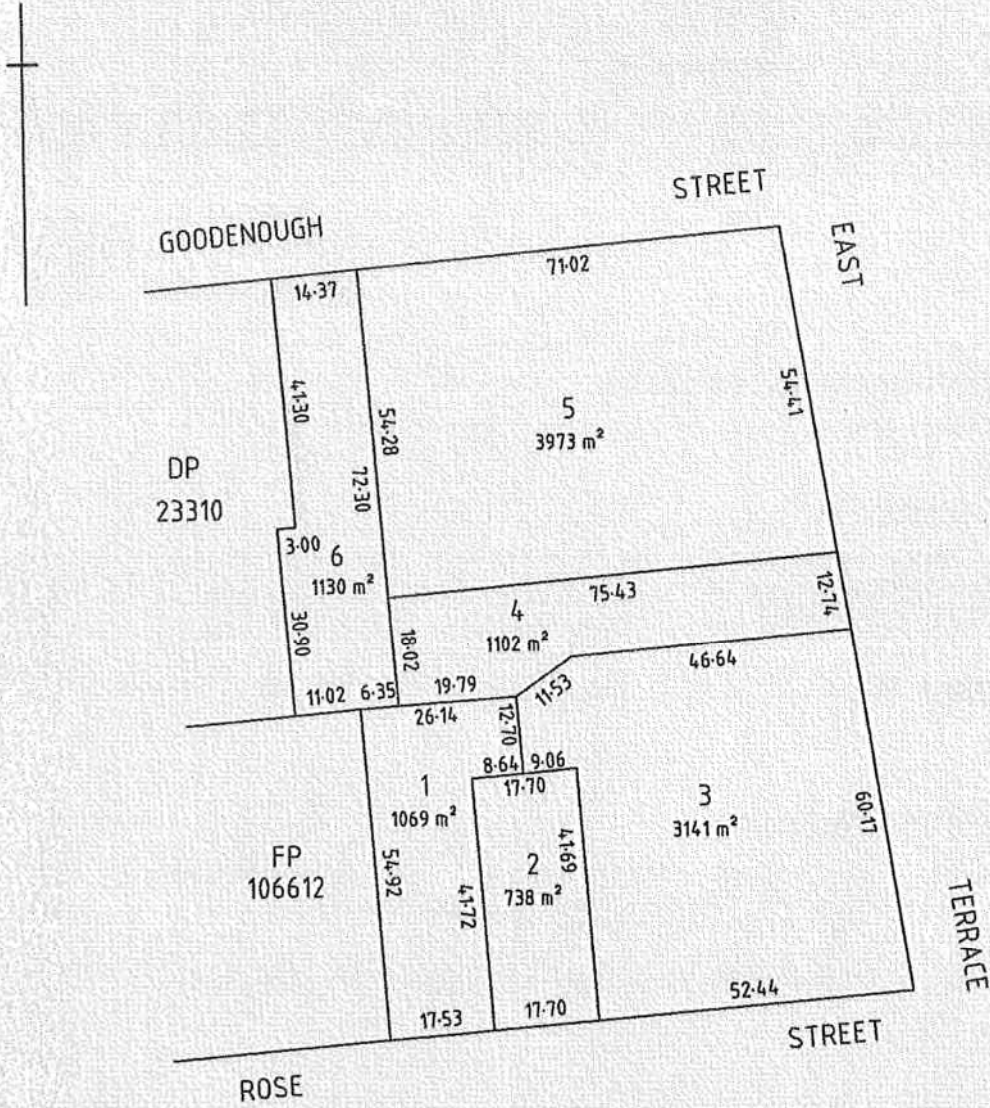 STREET
GOODENOUGH
EAST
71·02
14·37
41·30
54·28
54·41
5
3973 m²
DP
23310
72·30
3·00
6
1130 m²
75·43
12·74
4
1102 m²
30·90
18·02
46·64
11·02
6·35
19·79
11·53
26·14
12·70
8·64
9·06
17·70
1
1069 m²
3
3141 m²
60·17
FP
106612
54·92
41·72
2
738 m²
41·69
TERRACE
17·53
17·70
52·44
STREET
ROSE